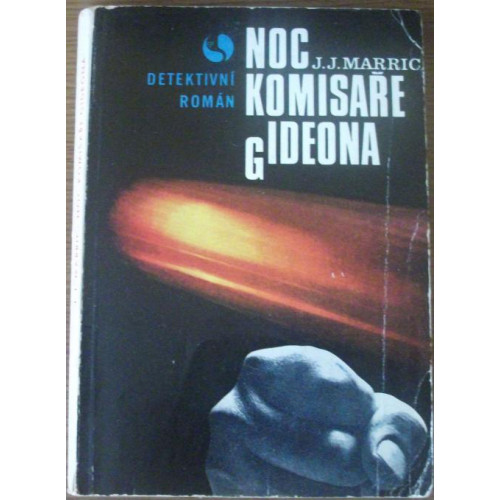 NOC
J.J.MARRIC
DETEKTIVNÍ
ROMÁN
KOMISAŘE
GIDEONA